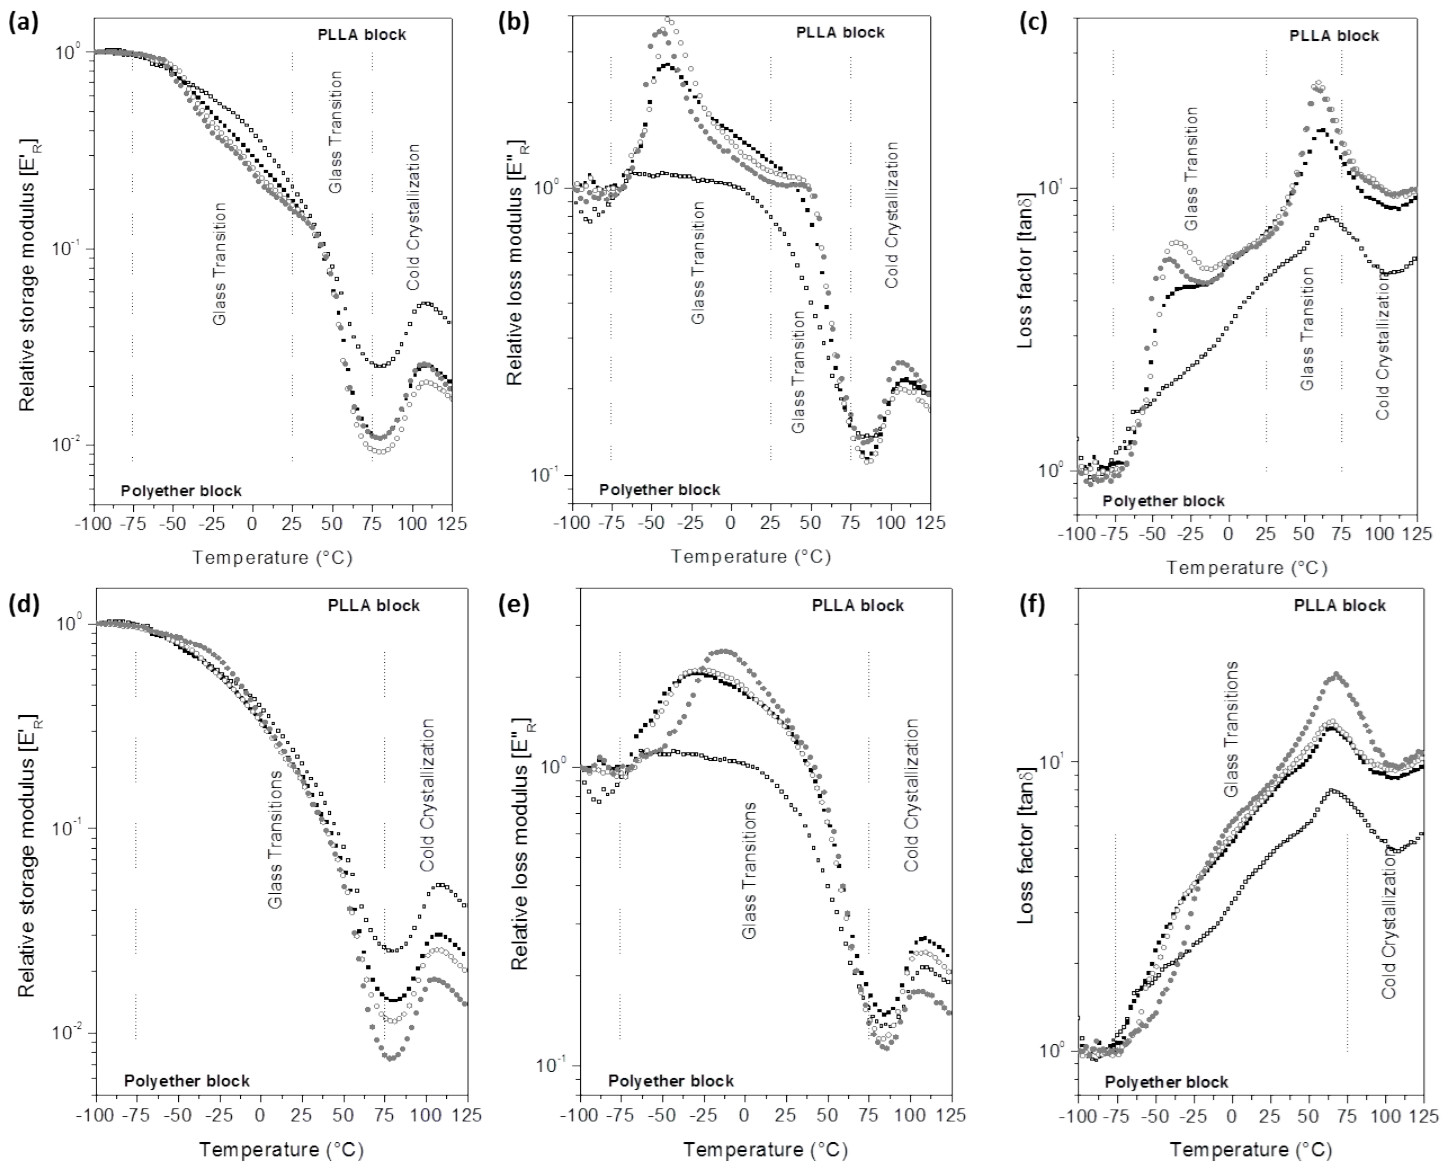 (a)
PLLA block
Relative storage modulus [E'R]
10^0
10^-1
10^-2
Glass Transition
Glass Transition
Cold Crystallization
Polyether block
-100 -75 -50 -25 0 25 50 75 100 125
Temperature (°C)
(b)
PLLA block
Relative loss modulus [E"R]
10^0
10^-1
Glass Transition
Glass Transition
Cold Crystallization
Polyether block
-100 -75 -50 -25 0 25 50 75 100 125
Temperature (°C)
(c)
PLLA block
Loss factor [tanδ]
10^1
10^0
Glass Transition
Glass Transition
Cold Crystallization
Polyether block
-100 -75 -50 -25 0 25 50 75 100 125
Temperature (°C)
(d)
PLLA block
Relative storage modulus [E'R]
10^0
10^-1
10^-2
Glass Transitions
Cold Crystallization
Polyether block
-100 -75 -50 -25 0 25 50 75 100 125
Temperature (°C)
(e)
PLLA block
Relative loss modulus [E"R]
10^0
10^-1
Glass Transitions
Cold Crystallization
Polyether block
-100 -75 -50 -25 0 25 50 75 100 125
Temperature (°C)
(f)
PLLA block
Loss factor [tanδ]
10^1
10^0
Glass Transitions
Cold Crystallization
Polyether block
-100 -75 -50 -25 0 25 50 75 100 125
Temperature (°C)